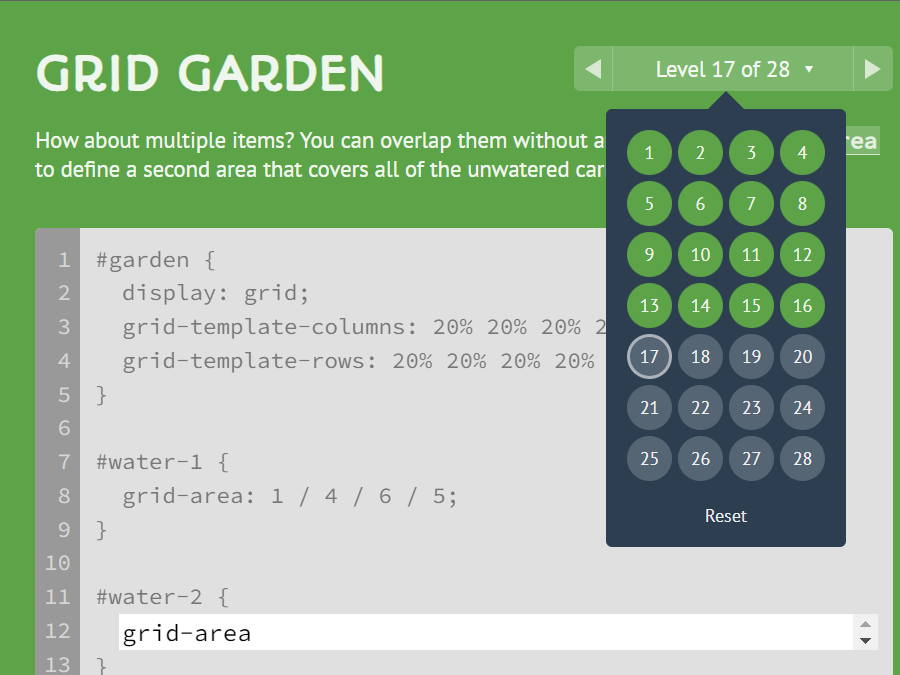 GRID GARDEN
Level 17 of 28
How about multiple items? You can overlap them without a
to define a second area that covers all of the unwatered car
1 2 3 4
5 6 7 8
9 10 11 12
13 14 15 16
17 18 19 20
21 22 23 24
25 26 27 28
Reset
1 #garden {
2 display: grid;
3 grid-template-columns: 20% 20% 20% 2
4 grid-template-rows: 20% 20% 20% 20%
5 }
6
7 #water-1 {
8 grid-area: 1 / 4 / 6 / 5;
9 }
10
11 #water-2 {
12 grid-area
13 }